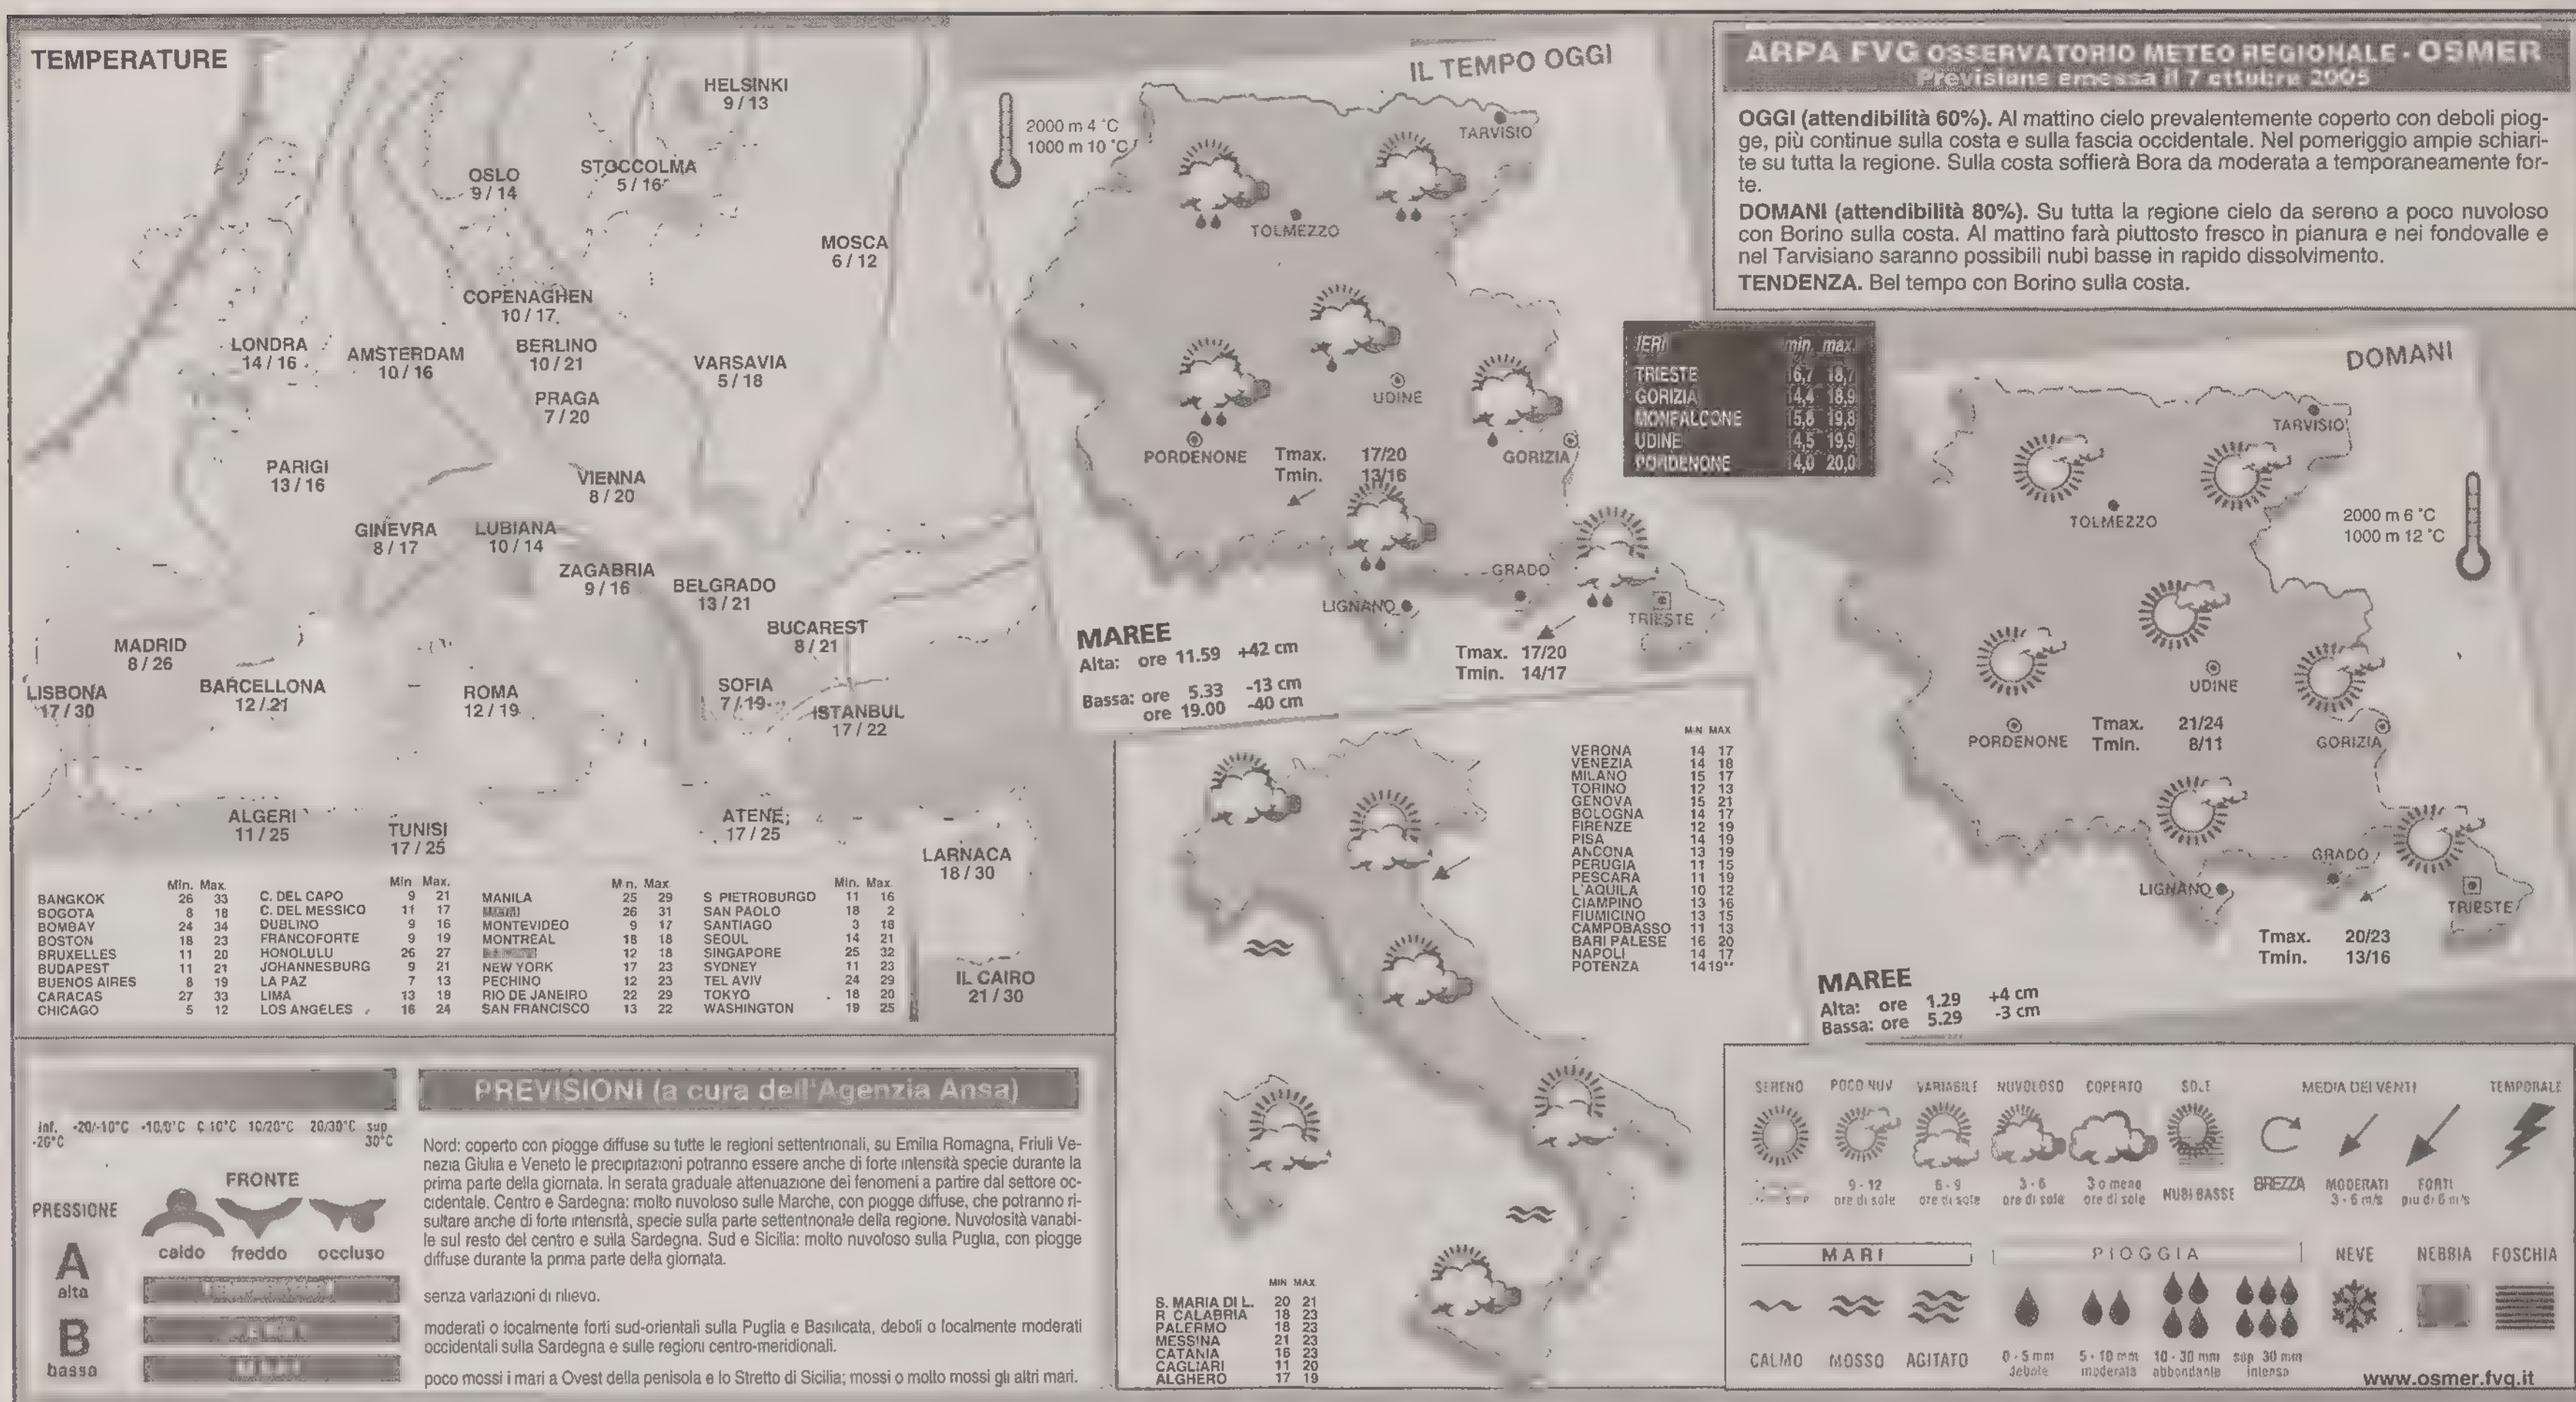 TEMPERATURE
HELSINKI
9 / 13
OSLO
9 / 14
STOCCOLMA
5 / 16
MOSCA
6 / 12
COPENAGHEN
10 / 17
LONDRA
14 / 16
AMSTERDAM
10 / 16
BERLINO
10 / 21
VARSAVIA
5 / 18
PRAGA
7 / 20
PARIGI
13 / 16
VIENNA
8 / 20
GINEVRA
8 / 17
LUBIANA
10 / 14
ZAGABRIA
9 / 16
BELGRADO
13 / 21
BUCAREST
8 / 21
MADRID
8 / 26
LISBONA
17 / 30
BARCELLONA
12 / 21
ROMA
12 / 19
SOFIA
7 / 19
ISTANBUL
17 / 22
ALGERI
11 / 25
TUNISI
17 / 25
ATENE
17 / 25
LARNACA
18 / 30
IL CAIRO
21 / 30
Min. Max.
BANGKOK 26 33
BOGOTA 8 18
BOMBAY 24 34
BOSTON 18 23
BRUXELLES 11 20
BUDAPEST 11 21
BUENOS AIRES 8 19
CARACAS 27 33
CHICAGO 5 12
Min Max.
C. DEL CAPO 9 21
C. DEL MESSICO 11 17
DUBLINO 9 16
FRANCOFORTE 9 19
HONOLULU 26 27
JOHANNESBURG 9 21
LA PAZ 7 13
LIMA 13 18
LOS ANGELES 16 24
Min. Max
MANILA 25 29
26 31
MONTEVIDEO 9 17
MONTREAL 18 18
12 18
NEW YORK 17 23
PECHINO 12 23
RIO DE JANEIRO 22 29
SAN FRANCISCO 13 22
Min. Max
S PIETROBURGO 11 16
SAN PAOLO 18 2
SANTIAGO 3 18
SEOUL 14 21
SINGAPORE 25 32
SYDNEY 11 23
TEL AVIV 24 29
TOKYO 18 20
WASHINGTON 19 25
IL TEMPO OGGI
2000 m 4 °C
1000 m 10 °C
TARVISIO
TOLMEZZO
UDINE
PORDENONE
Tmax. 17/20
Tmin. 13/16
GORIZIA
GRADO
LIGNANO
TRIESTE
Tmax. 17/20
Tmin. 14/17
MAREE
Alta: ore 11.59 +42 cm
Bassa: ore 5.33 -13 cm
ore 19.00 -40 cm
ARPA FVG OSSERVATORIO METEO REGIONALE - OSMER
Previsione emessa il 7 ottobre 2005
OGGI (attendibilità 60%). Al mattino cielo prevalentemente coperto con deboli piog-
ge, più continue sulla costa e sulla fascia occidentale. Nel pomeriggio ampie schiari-
te su tutta la regione. Sulla costa soffierà Bora da moderata a temporaneamente for-
te.
DOMANI (attendibilità 80%). Su tutta la regione cielo da sereno a poco nuvoloso
con Borino sulla costa. Al mattino farà piuttosto fresco in pianura e nei fondovalle e
nel Tarvisiano saranno possibili nubi basse in rapido dissolvimento.
TENDENZA. Bel tempo con Borino sulla costa.
IERI min. max.
TRIESTE 16,7 18,7
GORIZIA 14,4 18,9
MONFALCONE 15,8 19,8
UDINE 14,5 19,9
PORDENONE 14,0 20,0
DOMANI
TARVISIO
TOLMEZZO
2000 m 6 °C
1000 m 12 °C
UDINE
PORDENONE
Tmax. 21/24
Tmin. 8/11
GORIZIA
GRADO
LIGNANO
TRIESTE
Tmax. 20/23
Tmin. 13/16
MAREE
Alta: ore 1.29 +4 cm
Bassa: ore 5.29 -3 cm
MIN MAX
VERONA 14 17
VENEZIA 14 18
MILANO 15 17
TORINO 12 13
GENOVA 15 21
BOLOGNA 14 17
FIRENZE 12 19
PISA 14 19
ANCONA 13 19
PERUGIA 11 15
PESCARA 11 19
L'AQUILA 10 12
CIAMPINO 13 16
FIUMICINO 13 15
CAMPOBASSO 11 13
BARI PALESE 16 20
NAPOLI 14 17
POTENZA 14 19**
MIN MAX
S. MARIA DI L. 20 21
R CALABRIA 18 23
PALERMO 18 23
MESSINA 21 23
CATANIA 16 23
CAGLIARI 11 20
ALGHERO 17 19
inf. -20/-10°C -10/0°C 0 10°C 10/20°C 20/30°C sup
-20°C 30°C
FRONTE
PRESSIONE
caldo freddo occluso
A
alta
B
bassa
PREVISIONI (a cura dell'Agenzia Ansa)
Nord: coperto con piogge diffuse su tutte le regioni settentrionali, su Emilia Romagna, Friuli Ve-
nezia Giulia e Veneto le precipitazioni potranno essere anche di forte intensità specie durante la
prima parte della giornata. In serata graduale attenuazione dei fenomeni a partire dal settore oc-
cidentale. Centro e Sardegna: molto nuvoloso sulle Marche, con piogge diffuse, che potranno ri-
sultare anche di forte intensità, specie sulla parte settentrionale della regione. Nuvolosità variabi-
le sul resto del centro e sulla Sardegna. Sud e Sicilia: molto nuvoloso sulla Puglia, con piogge
diffuse durante la prima parte della giornata.
senza variazioni di rilievo.
moderati o localmente forti sud-orientali sulla Puglia e Basilicata, deboli o localmente moderati
occidentali sulla Sardegna e sulle regioni centro-meridionali.
poco mossi i mari a Ovest della penisola e lo Stretto di Sicilia; mossi o molto mossi gli altri mari.
SERENO POCO NUV VARIABILE NUVOLOSO COPERTO SOLE MEDIA DEI VENTI TEMPORALE
9 - 12 6 - 9 3 - 6 3 o meno
ore di sole ore di sole ore di sole ore di sole
NUBI BASSE BREZZA MODERATI FORTI
3 - 6 m/s piu di 6 m/s
MARI PIOGGIA NEVE NEBBIA FOSCHIA
CALMO MOSSO AGITATO
0 - 5 mm 5 - 10 mm 10 - 30 mm sup 30 mm
debole moderata abbondante intensa
www.osmer.fvg.it